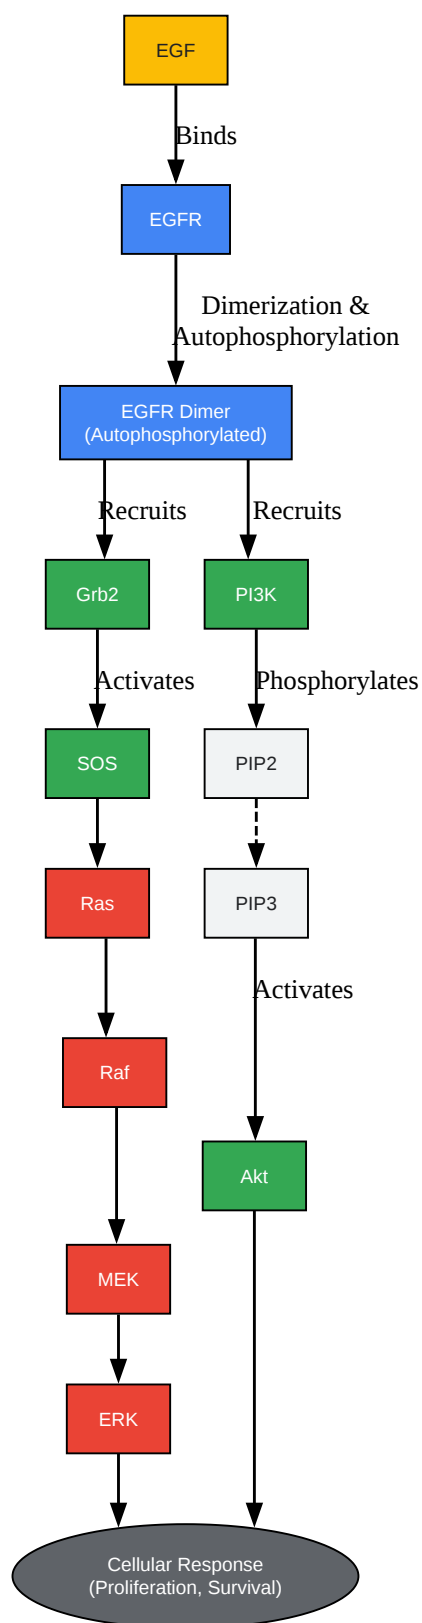 EGF
Binds
EGFR
Dimerization &
Autophosphorylation
EGFR Dimer
(Autophosphorylated)
Recruits
Recruits
Grb2
PI3K
Activates
Phosphorylates
SOS
PIP2
Ras
PIP3
Activates
Raf
Akt
MEK
ERK
Cellular Response
(Proliferation, Survival)